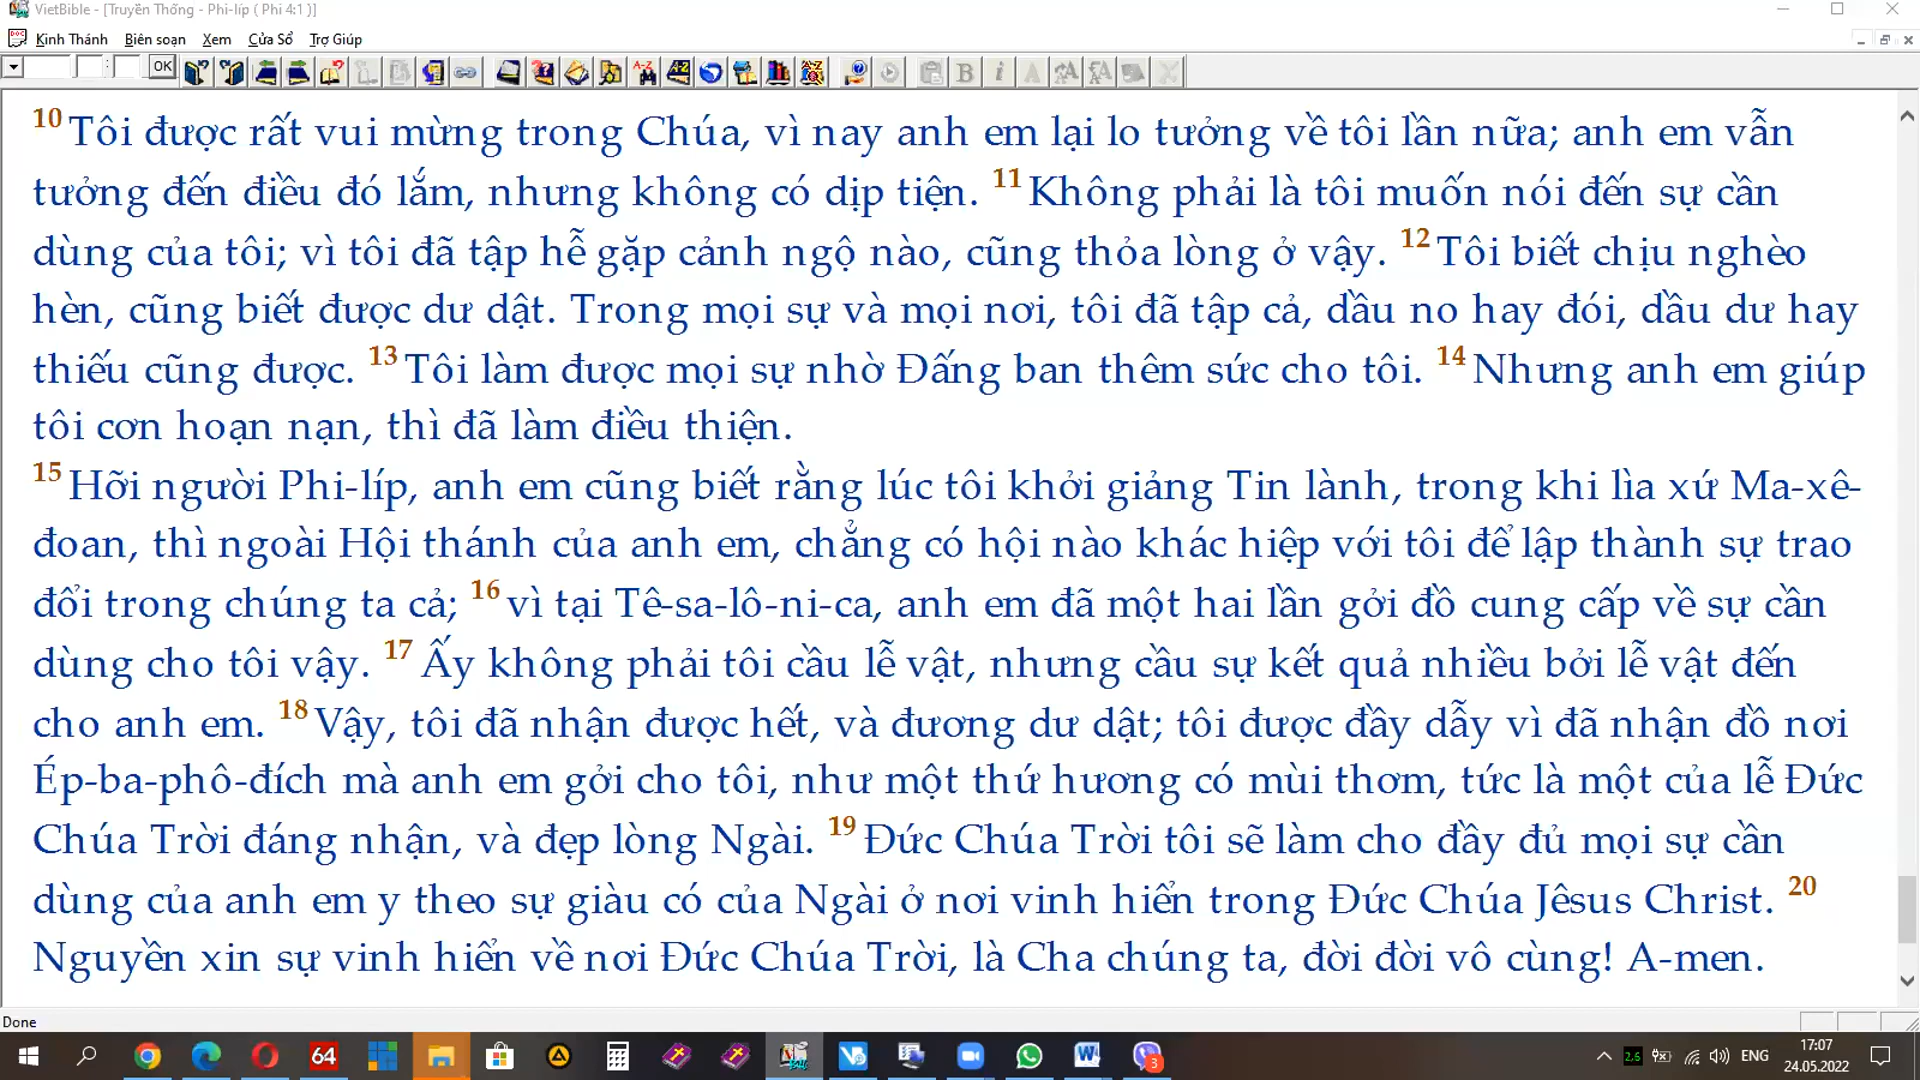 VietBible - [Truyền Thống - Phi-líp ( Phi 4:1 )]
Kinh Thánh Biên soạn Xem Cửa Sổ Trợ Giúp
: OK
10 Tôi được rất vui mừng trong Chúa, vì nay anh em lại lo tưởng về tôi lần nữa; anh em vẫn
tưởng đến điều đó lắm, nhưng không có dịp tiện. 11 Không phải là tôi muốn nói đến sự cần
dùng của tôi; vì tôi đã tập hễ gặp cảnh ngộ nào, cũng thỏa lòng ở vậy. 12 Tôi biết chịu nghèo
hèn, cũng biết được dư dật. Trong mọi sự và mọi nơi, tôi đã tập cả, dầu no hay đói, dầu dư hay
thiếu cũng được. 13 Tôi làm được mọi sự nhờ Đấng ban thêm sức cho tôi. 14 Nhưng anh em giúp
tôi cơn hoạn nạn, thì đã làm điều thiện.
15 Hỡi người Phi-líp, anh em cũng biết rằng lúc tôi khởi giảng Tin lành, trong khi lìa xứ Ma-xê-
đoan, thì ngoài Hội thánh của anh em, chẳng có hội nào khác hiệp với tôi để lập thành sự trao
đổi trong chúng ta cả; 16 vì tại Tê-sa-lô-ni-ca, anh em đã một hai lần gởi đồ cung cấp về sự cần
dùng cho tôi vậy. 17 Ấy không phải tôi cầu lễ vật, nhưng cầu sự kết quả nhiều bởi lễ vật đến
cho anh em. 18 Vậy, tôi đã nhận được hết, và đương dư dật; tôi được đầy dẫy vì đã nhận đồ nơi
Ép-ba-phô-đích mà anh em gởi cho tôi, như một thứ hương có mùi thơm, tức là một của lễ Đức
Chúa Trời đáng nhận, và đẹp lòng Ngài. 19 Đức Chúa Trời tôi sẽ làm cho đầy đủ mọi sự cần
dùng của anh em y theo sự giàu có của Ngài ở nơi vinh hiển trong Đức Chúa Jêsus Christ. 20
Nguyền xin sự vinh hiển về nơi Đức Chúa Trời, là Cha chúng ta, đời đời vô cùng! A-men.
Done
64 3 2.6 ENG 17:07
24.05.2022